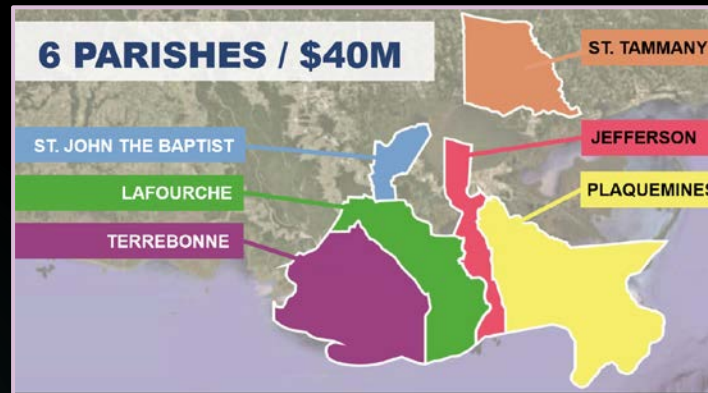 6 PARISHES / $40M
ST. TAMMANY
ST. JOHN THE BAPTIST
JEFFERSON
LAFOURCHE
PLAQUEMINES
TERREBONNE